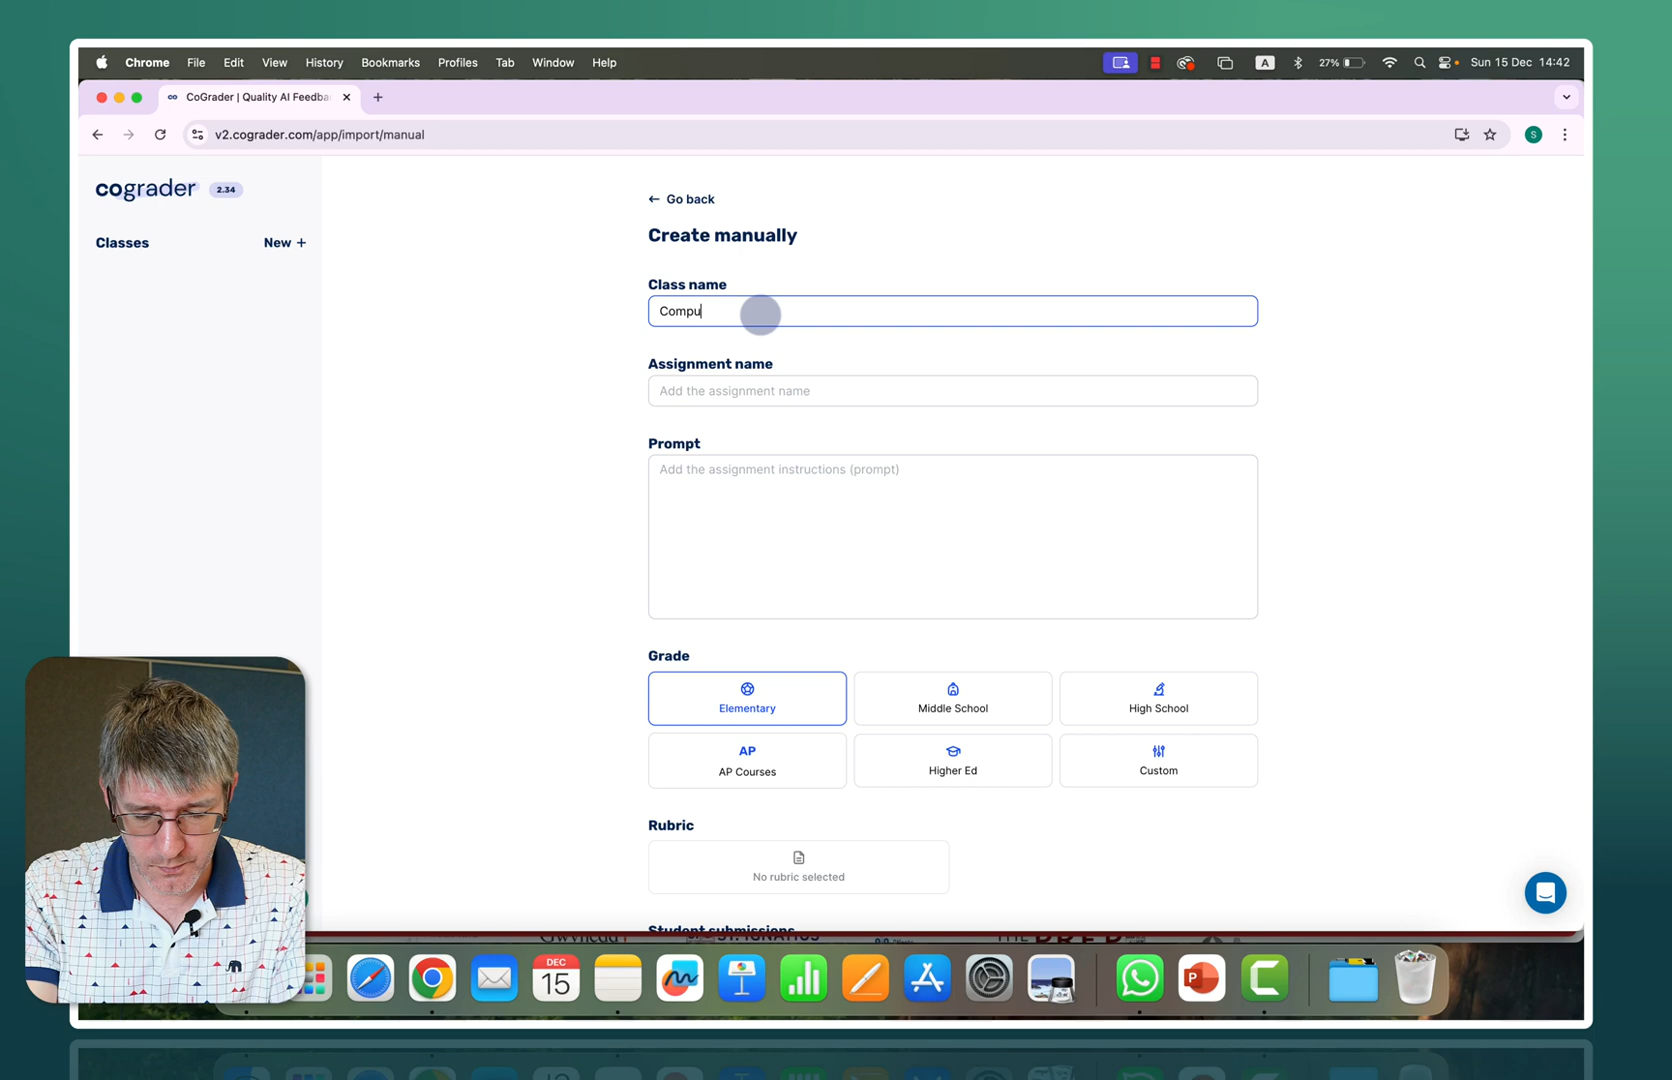 Chrome File Edit View History Bookmarks Profiles Tab Window Help A 27% Sun 15 Dec 14:42
CoGrader | Quality AI Feedba
v2.cograder.com/app/import/manual S
cograder 2.34
Classes New +
← Go back
Create manually
Class name
Compu
Assignment name
Add the assignment name
Prompt
Add the assignment instructions (prompt)
Grade
Elementary
Middle School
High School
AP
AP Courses
Higher Ed
Custom
Rubric
No rubric selected
Student submissions
DEC
15
P